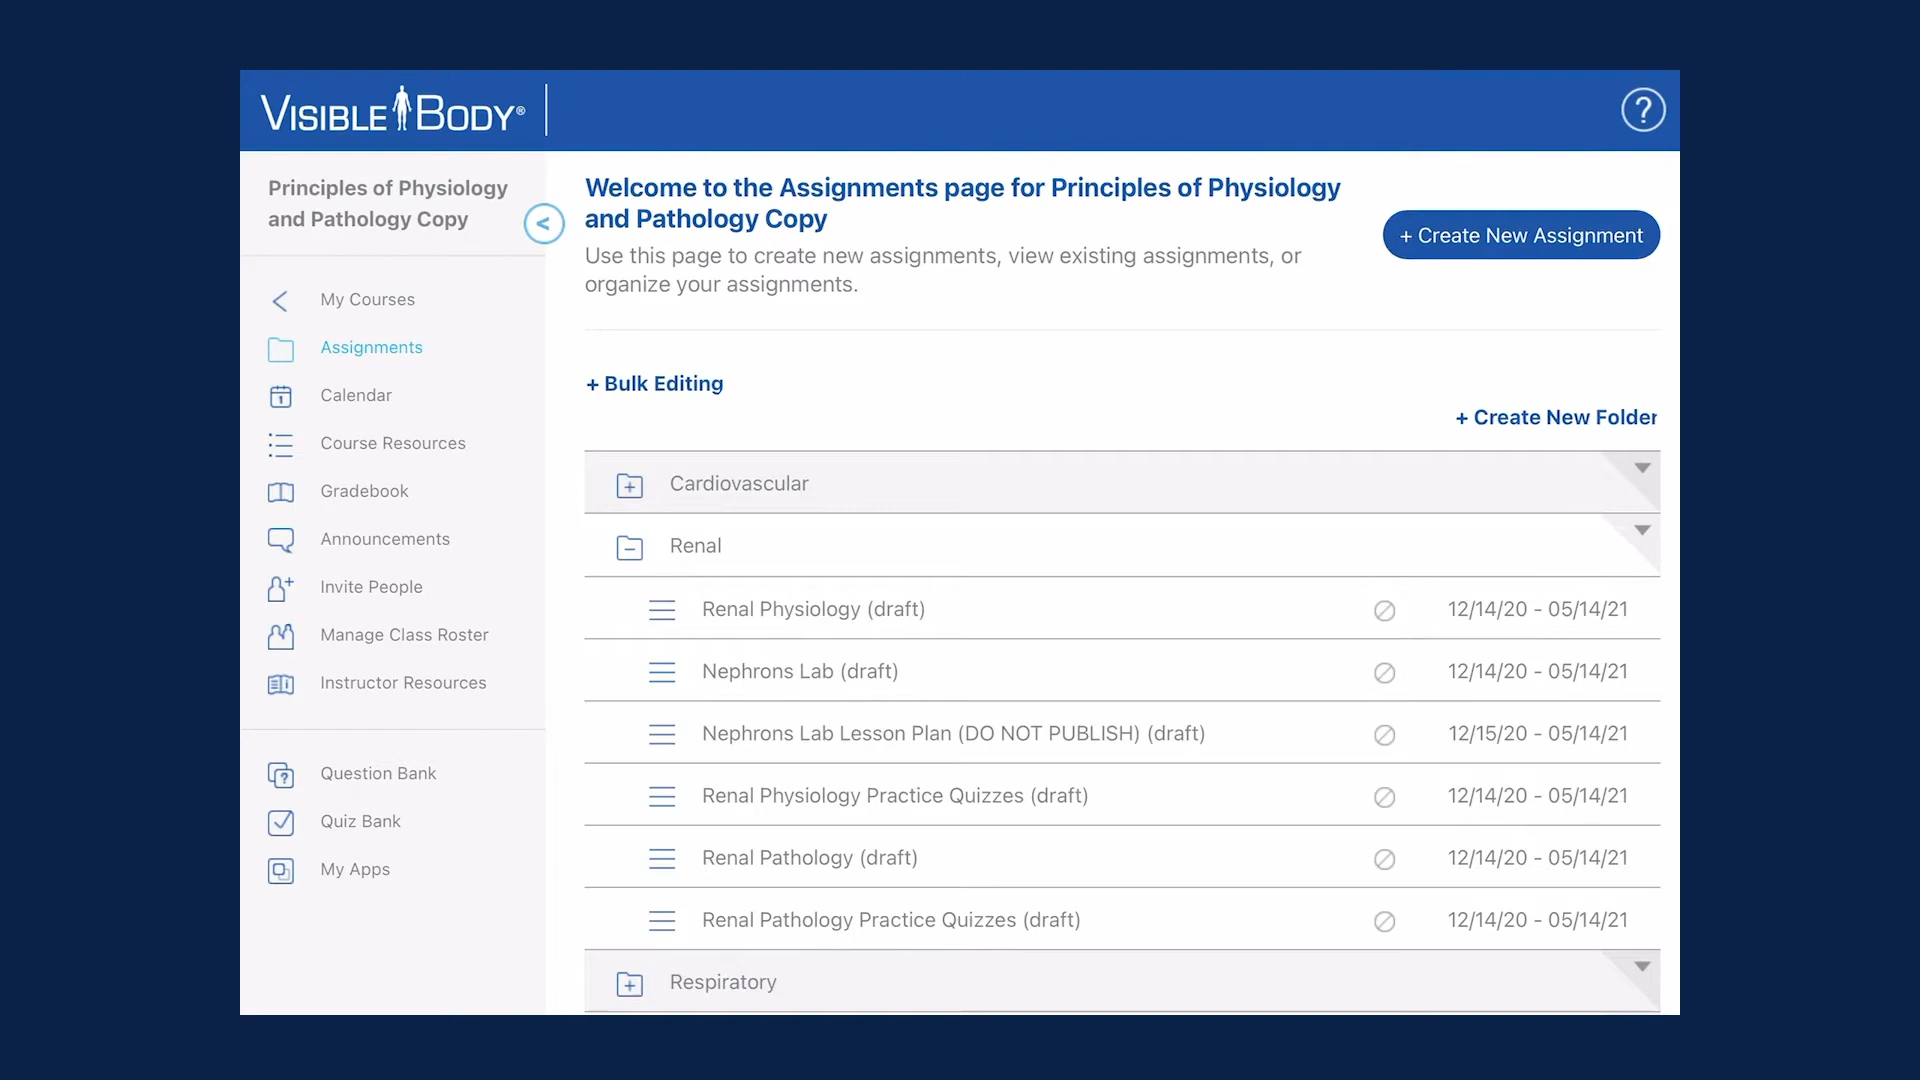 VISIBLE BODY®
?
Principles of Physiology
and Pathology Copy
<
My Courses
Assignments
Calendar
Course Resources
Gradebook
Announcements
Invite People
Manage Class Roster
Instructor Resources
Question Bank
Quiz Bank
My Apps
Welcome to the Assignments page for Principles of Physiology
and Pathology Copy
Use this page to create new assignments, view existing assignments, or
organize your assignments.
+ Create New Assignment
+ Bulk Editing
+ Create New Folder
Cardiovascular
Renal
Renal Physiology (draft) 12/14/20 - 05/14/21
Nephrons Lab (draft) 12/14/20 - 05/14/21
Nephrons Lab Lesson Plan (DO NOT PUBLISH) (draft) 12/15/20 - 05/14/21
Renal Physiology Practice Quizzes (draft) 12/14/20 - 05/14/21
Renal Pathology (draft) 12/14/20 - 05/14/21
Renal Pathology Practice Quizzes (draft) 12/14/20 - 05/14/21
Respiratory